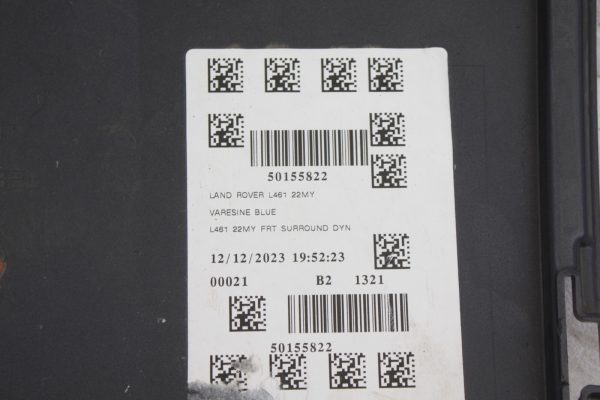 50155822
LAND ROVER L461 22MY
VARESINE BLUE
L461 22MY FRT SURROUND DYN
12/12/2023 19:52:23
00021 B2 1321
50155822